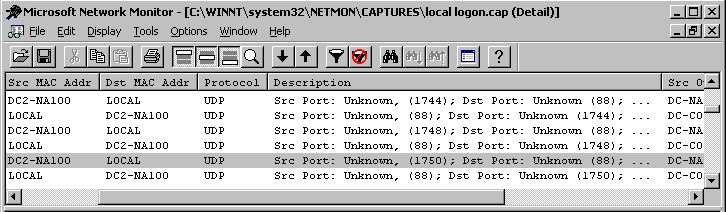 Microsoft Network Monitor - [C:\WINNT\system32\NETMON\CAPTURES\local logon.cap (Detail)]
File Edit Display Tools Options Window Help
Src MAC Addr Dst MAC Addr Protocol Description Src O
DC2-NA100 LOCAL UDP Src Port: Unknown, (1744); Dst Port: Unknown (88); ... DC-NA
LOCAL DC2-NA100 UDP Src Port: Unknown, (88); Dst Port: Unknown (1744); ... DC-CO
DC2-NA100 LOCAL UDP Src Port: Unknown, (1748); Dst Port: Unknown (88); ... DC-NA
LOCAL DC2-NA100 UDP Src Port: Unknown, (88); Dst Port: Unknown (1748); ... DC-CO
DC2-NA100 LOCAL UDP Src Port: Unknown, (1750); Dst Port: Unknown (88); ... DC-NA
LOCAL DC2-NA100 UDP Src Port: Unknown, (88); Dst Port: Unknown (1750); ... DC-CO